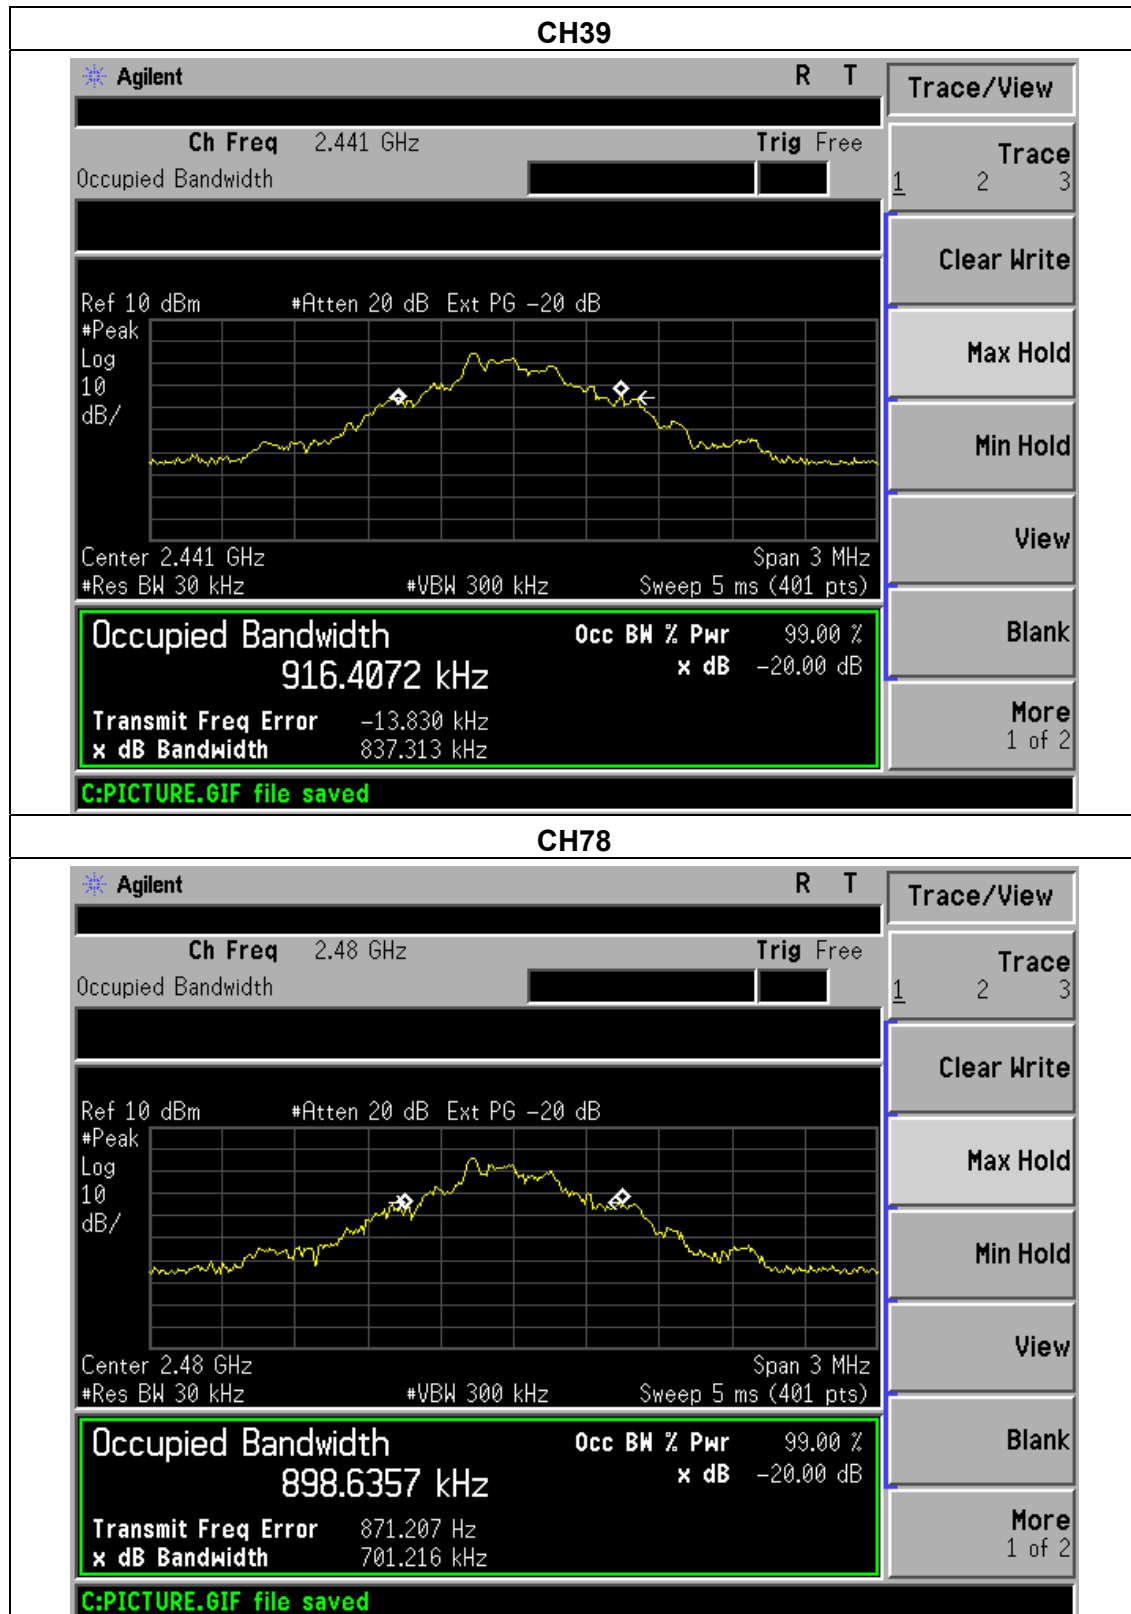 CH39
Agilent R T Trace/View
Ch Freq 2.441 GHz Trig Free
Occupied Bandwidth
Trace
1 2 3
Clear Write
Ref 10 dBm #Atten 20 dB Ext PG -20 dB
#Peak
Log
10
dB/
Max Hold
Min Hold
View
Center 2.441 GHz Span 3 MHz
#Res BW 30 kHz #VBW 300 kHz Sweep 5 ms (401 pts)
Occupied Bandwidth Occ BW % Pwr 99.00 %
916.4072 kHz x dB -20.00 dB
Blank
Transmit Freq Error -13.830 kHz
x dB Bandwidth 837.313 kHz
More
1 of 2
C:PICTURE.GIF file saved
CH78
Agilent R T Trace/View
Ch Freq 2.48 GHz Trig Free
Occupied Bandwidth
Trace
1 2 3
Clear Write
Ref 10 dBm #Atten 20 dB Ext PG -20 dB
#Peak
Log
10
dB/
Max Hold
Min Hold
View
Center 2.48 GHz Span 3 MHz
#Res BW 30 kHz #VBW 300 kHz Sweep 5 ms (401 pts)
Occupied Bandwidth Occ BW % Pwr 99.00 %
898.6357 kHz x dB -20.00 dB
Blank
Transmit Freq Error 871.207 Hz
x dB Bandwidth 701.216 kHz
More
1 of 2
C:PICTURE.GIF file saved